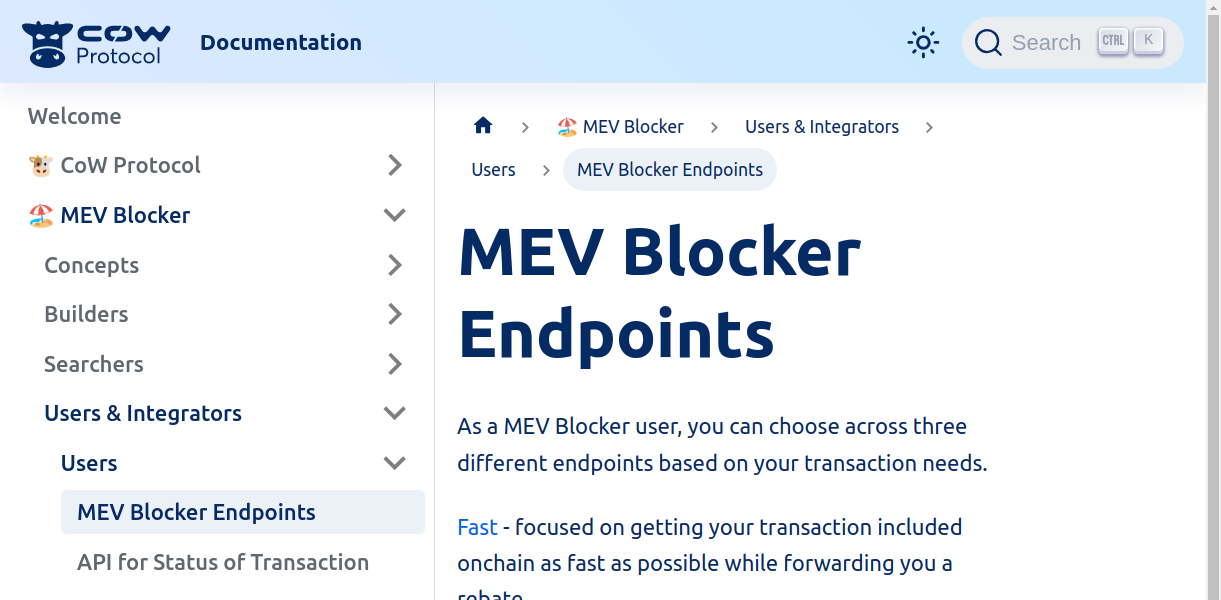 COW
Protocol
Documentation
Search
CTRL
K
Welcome
CoW Protocol
MEV Blocker
Concepts
Builders
Searchers
Users & Integrators
Users
MEV Blocker Endpoints
API for Status of Transaction
MEV Blocker
Users & Integrators
Users
MEV Blocker Endpoints
MEV Blocker
Endpoints
As a MEV Blocker user, you can choose across three
different endpoints based on your transaction needs.
Fast - focused on getting your transaction included
onchain as fast as possible while forwarding you a
rebate.